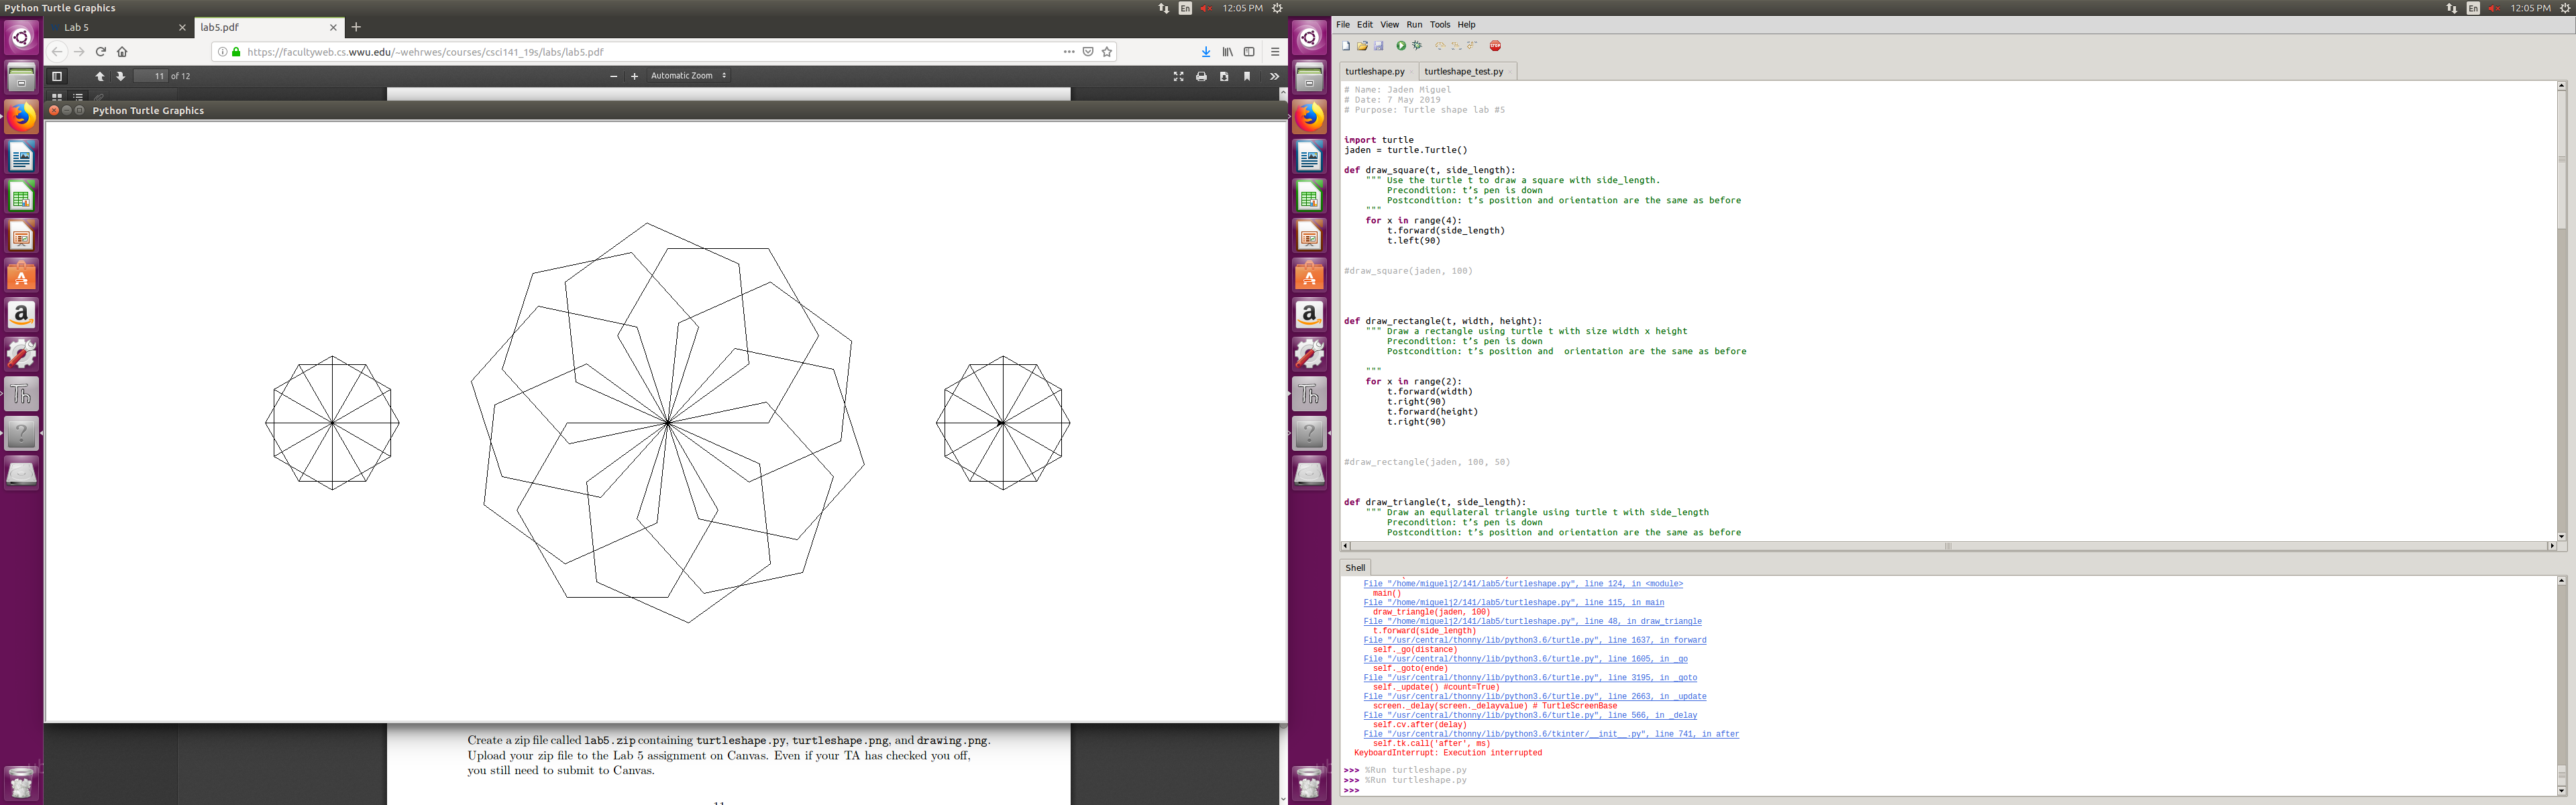 Python Turtle Graphics
En
12:05 PM
Lab 5
lab5.pdf
https://facultyweb.cs.wwu.edu/~wehrwes/courses/csci141_19s/labs/lab5.pdf
11 of 12
Automatic Zoom
Python Turtle Graphics
Create a zip file called lab5.zip containing turtleshape.py, turtleshape.png, and drawing.png.
Upload your zip file to the Lab 5 assignment on Canvas. Even if your TA has checked you off,
you still need to submit to Canvas.
11
En
12:05 PM
File Edit View Run Tools Help
STOP
turtleshape.py
turtleshape_test.py
# Name: Jaden Miguel
# Date: 7 May 2019
# Purpose: Turtle shape lab #5
import turtle
jaden = turtle.Turtle()
def draw_square(t, side_length):
""" Use the turtle t to draw a square with side_length.
Precondition: t’s pen is down
Postcondition: t’s position and orientation are the same as before
"""
for x in range(4):
t.forward(side_length)
t.left(90)
#draw_square(jaden, 100)
def draw_rectangle(t, width, height):
""" Draw a rectangle using turtle t with size width x height
Precondition: t’s pen is down
Postcondition: t’s position and  orientation are the same as before
"""
for x in range(2):
t.forward(width)
t.right(90)
t.forward(height)
t.right(90)
#draw_rectangle(jaden, 100, 50)
def draw_triangle(t, side_length):
""" Draw an equilateral triangle using turtle t with side_length
Precondition: t’s pen is down
Postcondition: t’s position and orientation are the same as before
Shell
File "/home/miguelj2/141/lab5/turtleshape.py", line 124, in <module>
main()
File "/home/miguelj2/141/lab5/turtleshape.py", line 115, in main
draw_triangle(jaden, 100)
File "/home/miguelj2/141/lab5/turtleshape.py", line 48, in draw_triangle
t.forward(side_length)
File "/usr/central/thonny/lib/python3.6/turtle.py", line 1637, in forward
self._go(distance)
File "/usr/central/thonny/lib/python3.6/turtle.py", line 1605, in _go
self._goto(ende)
File "/usr/central/thonny/lib/python3.6/turtle.py", line 3195, in _goto
self._update() #count=True)
File "/usr/central/thonny/lib/python3.6/turtle.py", line 2663, in _update
screen._delay(screen._delayvalue) # TurtleScreenBase
File "/usr/central/thonny/lib/python3.6/turtle.py", line 566, in _delay
self.cv.after(delay)
File "/usr/central/thonny/lib/python3.6/tkinter/__init__.py", line 741, in after
self.tk.call('after', ms)
KeyboardInterrupt: Execution interrupted
>>> %Run turtleshape.py
>>> %Run turtleshape.py
>>>